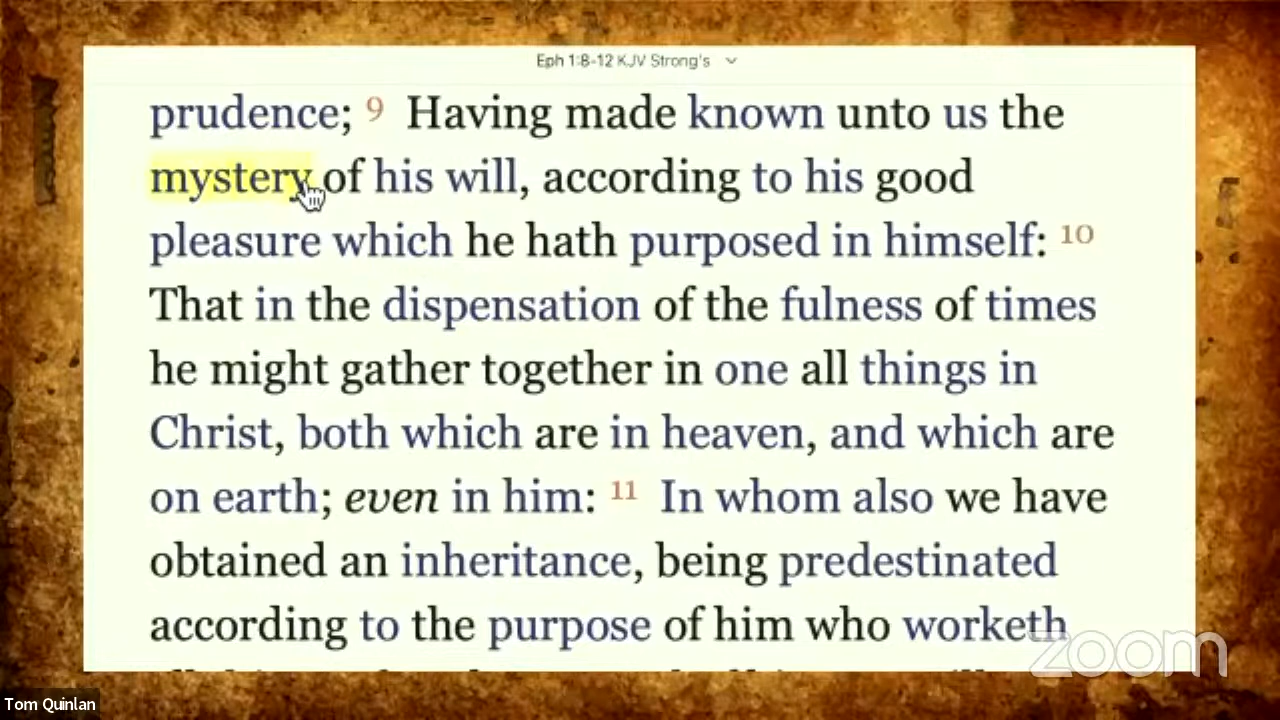 Eph 1:8-12 KJV Strong's
prudence; 9 Having made known unto us the
mystery of his will, according to his good
pleasure which he hath purposed in himself: 10
That in the dispensation of the fulness of times
he might gather together in one all things in
Christ, both which are in heaven, and which are
on earth; even in him: 11 In whom also we have
obtained an inheritance, being predestinated
according to the purpose of him who worketh
zoom
Tom Quinlan